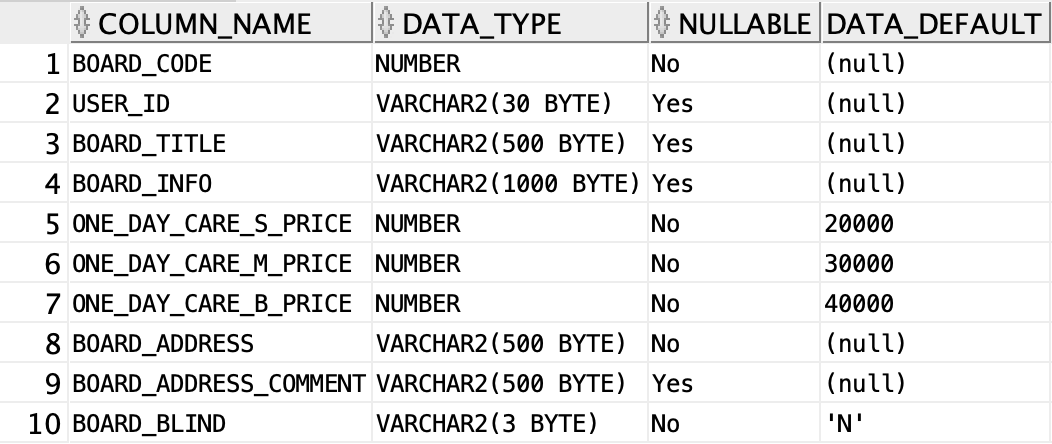 COLUMN_NAME DATA_TYPE NULLABLE DATA_DEFAULT
1 BOARD_CODE NUMBER No (null)
2 USER_ID VARCHAR2(30 BYTE) Yes (null)
3 BOARD_TITLE VARCHAR2(500 BYTE) Yes (null)
4 BOARD_INFO VARCHAR2(1000 BYTE) Yes (null)
5 ONE_DAY_CARE_S_PRICE NUMBER No 20000
6 ONE_DAY_CARE_M_PRICE NUMBER No 30000
7 ONE_DAY_CARE_B_PRICE NUMBER No 40000
8 BOARD_ADDRESS VARCHAR2(500 BYTE) No (null)
9 BOARD_ADDRESS_COMMENT VARCHAR2(500 BYTE) Yes (null)
10 BOARD_BLIND VARCHAR2(3 BYTE) No 'N'